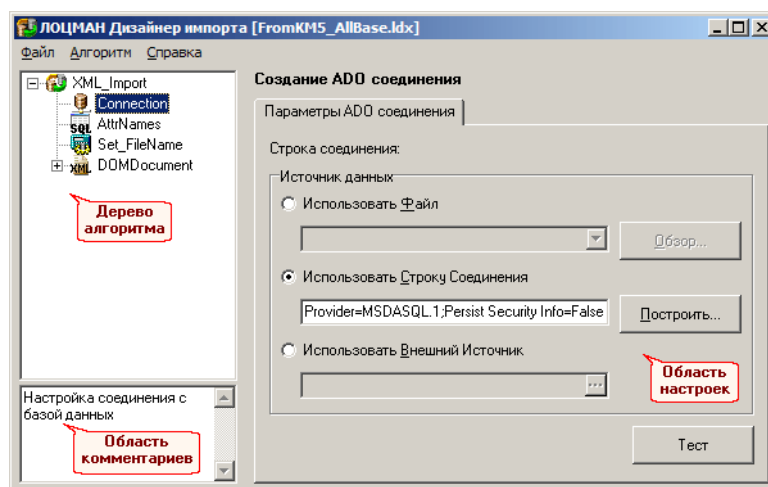 ЛОЦМАН Дизайнер импорта [FromKM5_AllBase.ldx]
Файл Алгоритм Справка
XML_Import
Connection
SQL AttrNames
Set_FileName
XML DOMDocument
Дерево
алгоритма
Настройка соединения с
базой данных
Область
комментариев
Создание ADO соединения
Параметры ADO соединения
Строка соединения:
Источник данных
Использовать Файл
Обзор...
Использовать Строку Соединения
Provider=MSDASQL.1;Persist Security Info=False
Построить...
Использовать Внешний Источник
...
Область
настроек
Тест